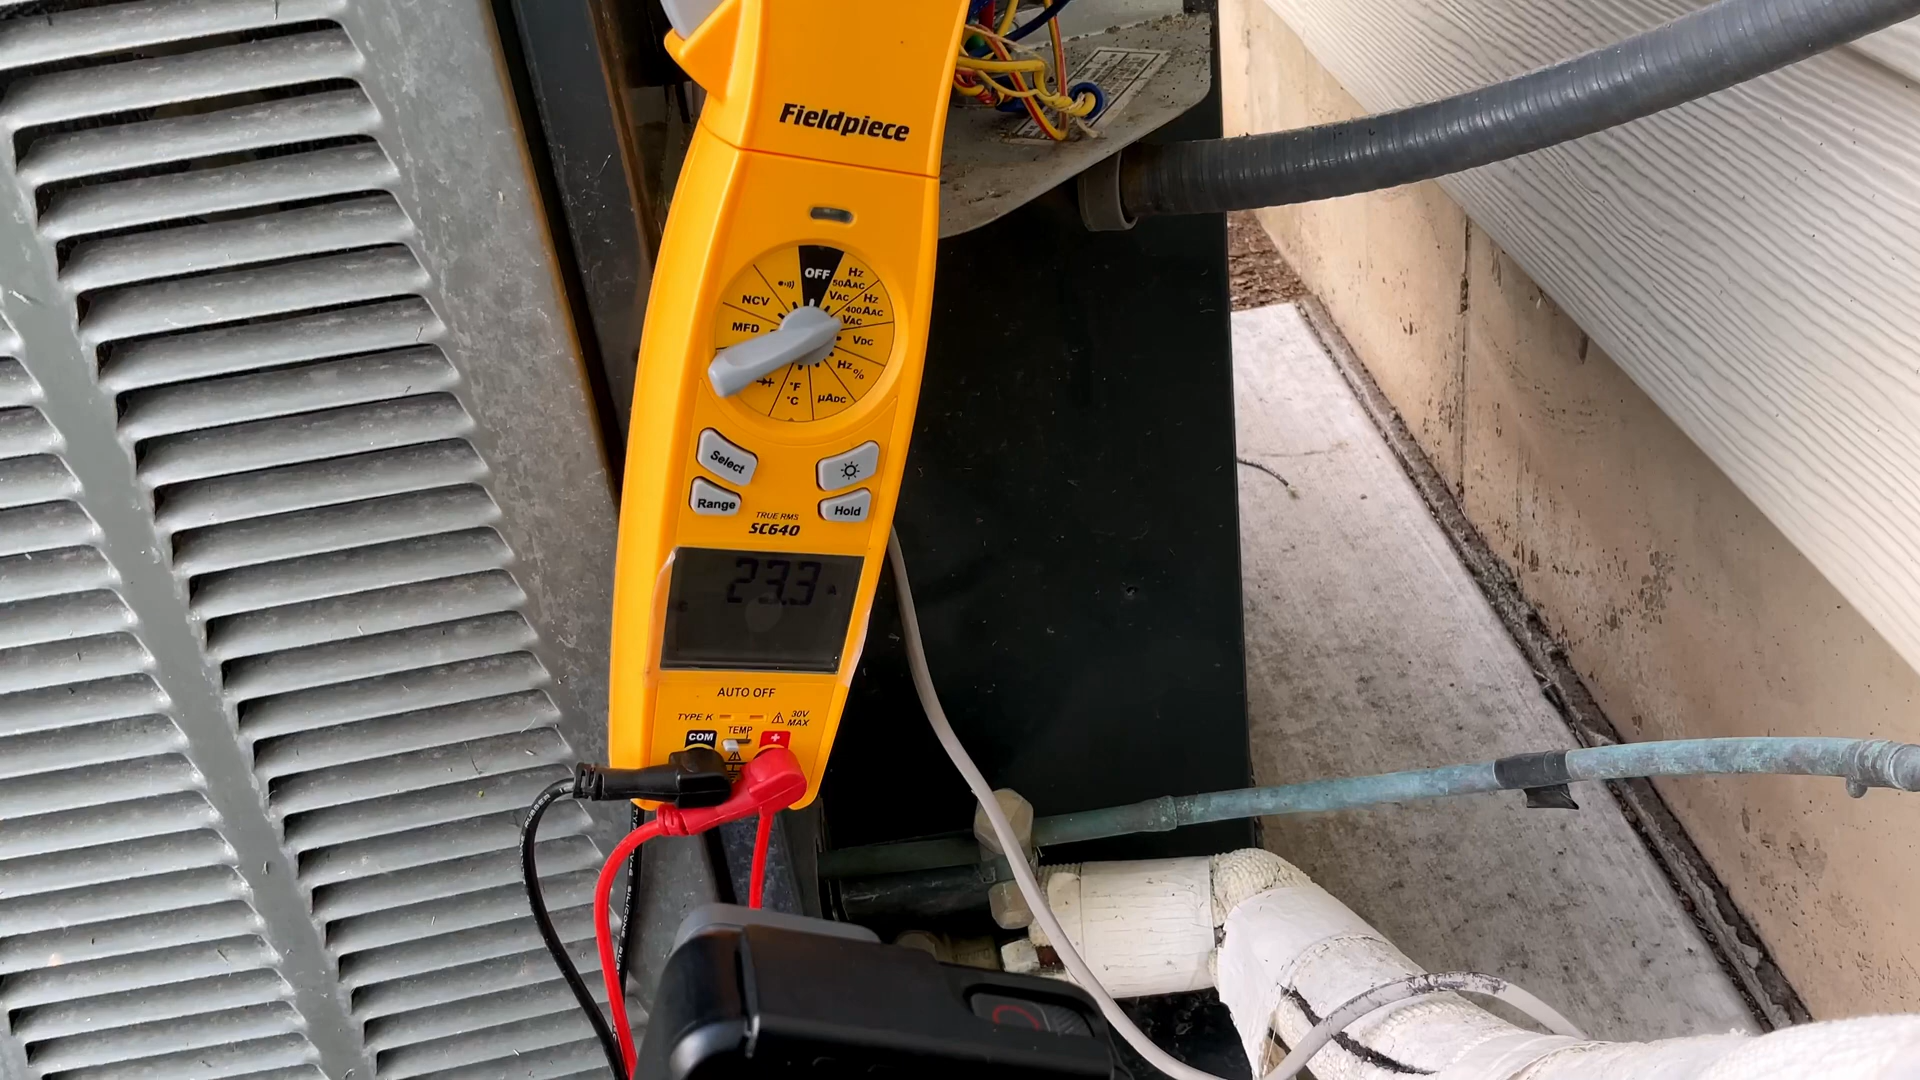 Fieldpiece
OFF
Hz
50AAC
VAC
Hz
400AAC
VAC
NCV
MFD
VDC
Hz%
°F
°C
µADC
Select
Range
Hold
TRUE RMS
SC640
23.3
AUTO OFF
TYPE K
30V
MAX
COM
TEMP
+